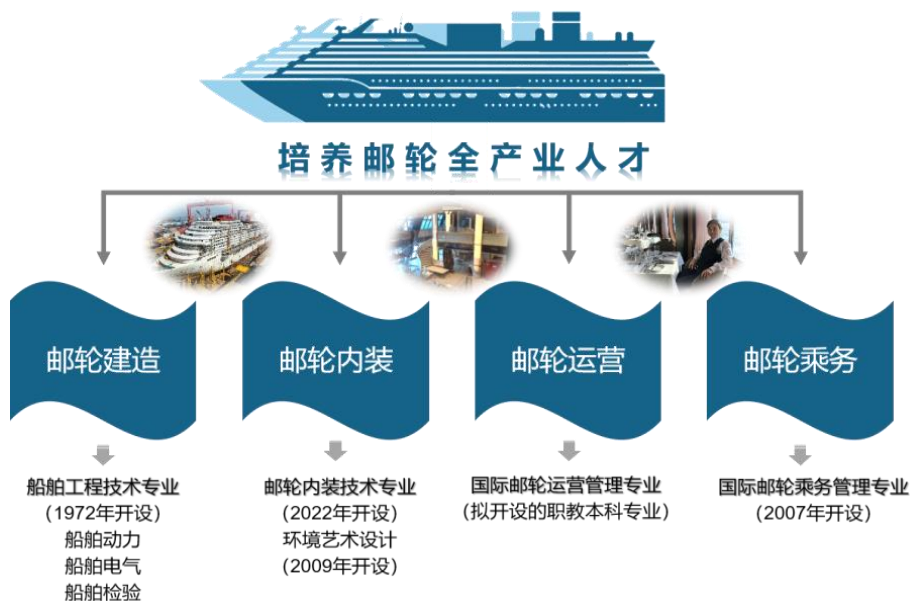 培养邮轮全产业人才
邮轮建造
邮轮内装
邮轮运营
邮轮乘务
船舶工程技术专业
（1972年开设）
船舶动力
船舶电气
船舶检验
邮轮内装技术专业
（2022年开设）
环境艺术设计
（2009年开设）
国际邮轮运营管理专业
（拟开设的职教本科专业）
国际邮轮乘务管理专业
（2007年开设）